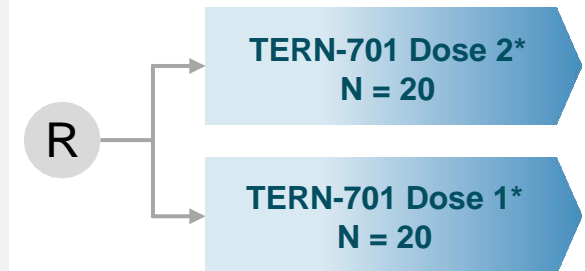 R
TERN-701 Dose 2*
N = 20
TERN-701 Dose 1*
N = 20